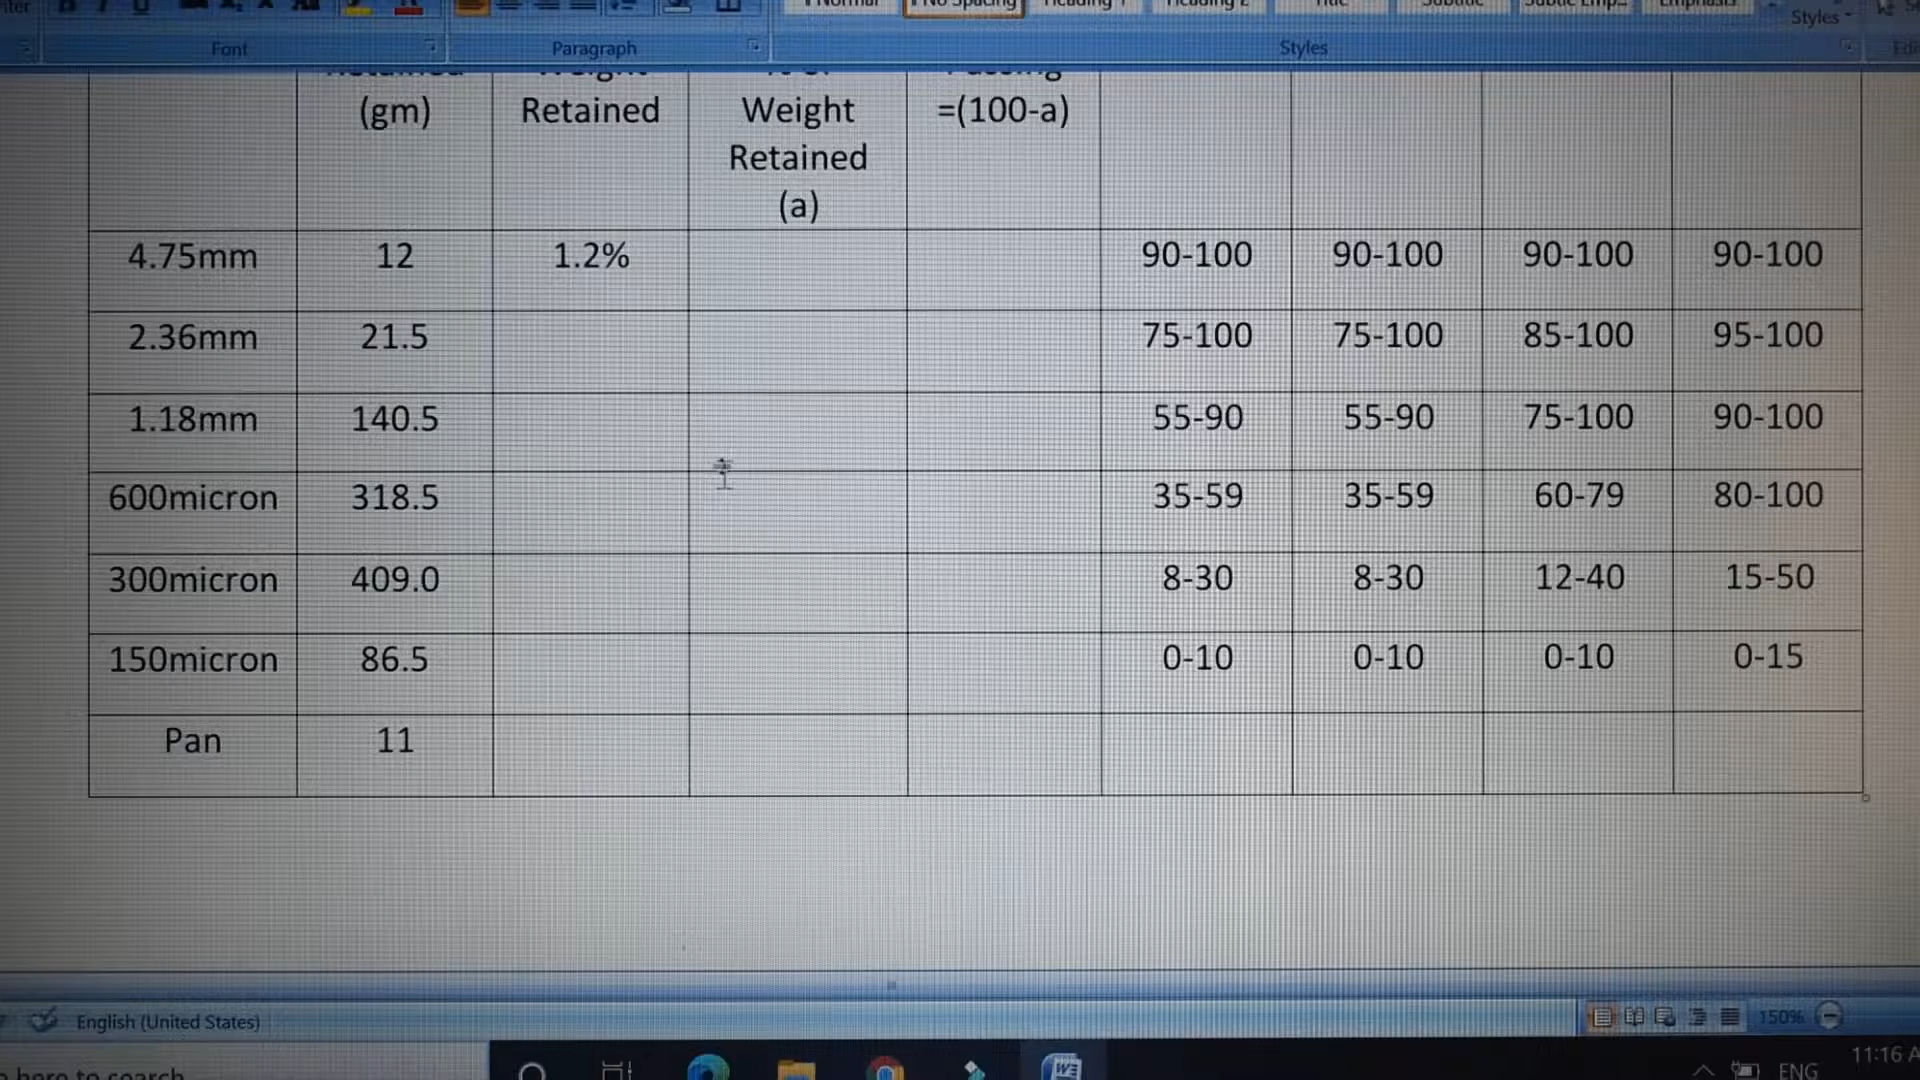 Font Paragraph Styles
Styles
(gm) Retained Weight =(100-a)
Retained
(a)
4.75mm 12 1.2% 90-100 90-100 90-100 90-100
2.36mm 21.5 75-100 75-100 85-100 95-100
1.18mm 140.5 55-90 55-90 75-100 90-100
600micron 318.5 35-59 35-59 60-79 80-100
300micron 409.0 8-30 8-30 12-40 15-50
150micron 86.5 0-10 0-10 0-10 0-15
Pan 11
English (United States) 150%
11:16 A
ENG